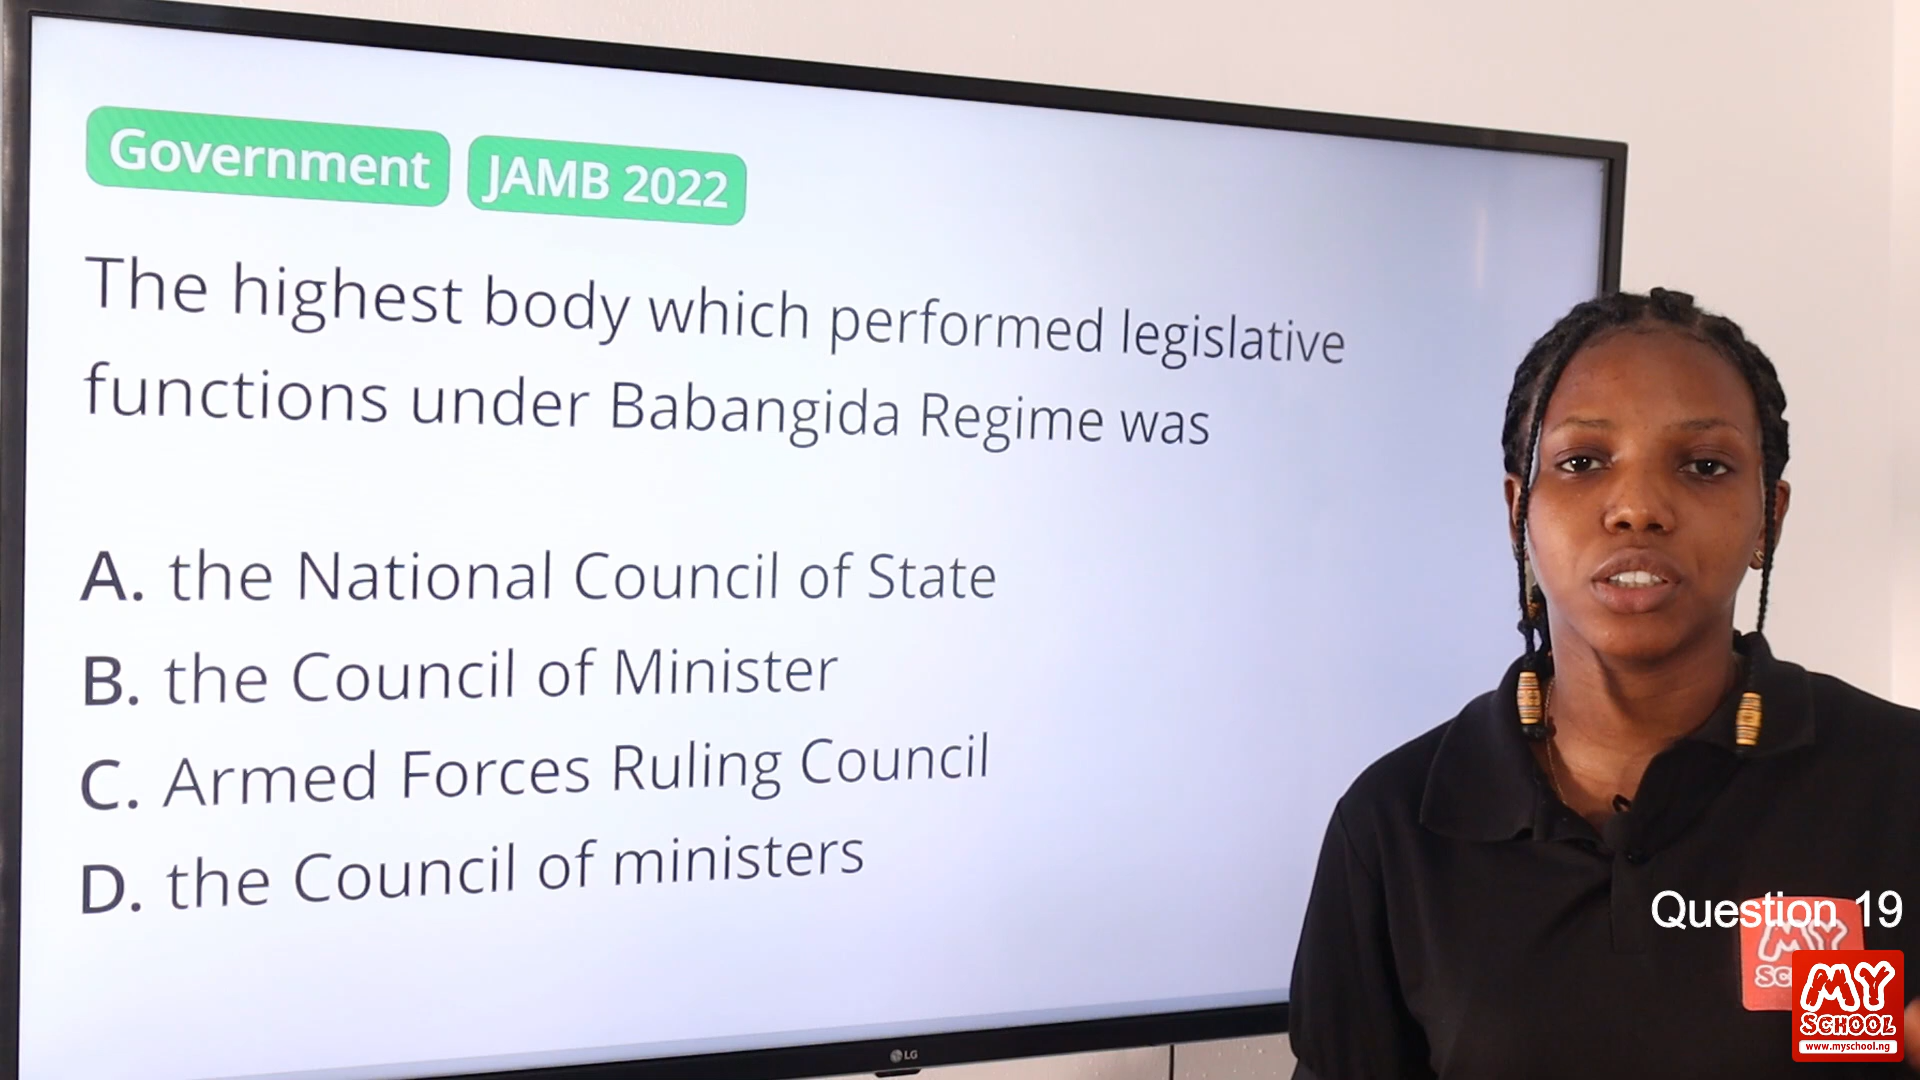 Government JAMB 2022
The highest body which performed legislative
functions under Babangida Regime was
A. the National Council of State
B. the Council of Minister
C. Armed Forces Ruling Council
D. the Council of ministers
LG
Question 19
MY
SC
MY
SCHOOL
www.myschool.ng